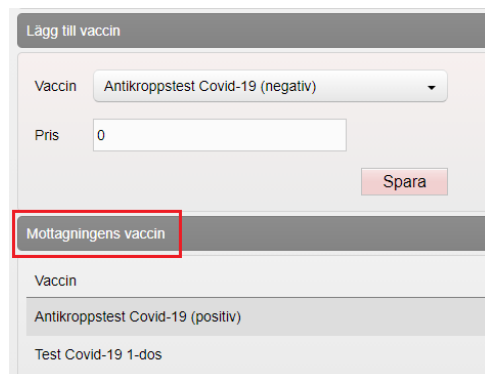 Lägg till vaccin
Vaccin Antikroppstest Covid-19 (negativ)
Pris 0
Spara
Mottagningens vaccin
Vaccin
Antikroppstest Covid-19 (positiv)
Test Covid-19 1-dos